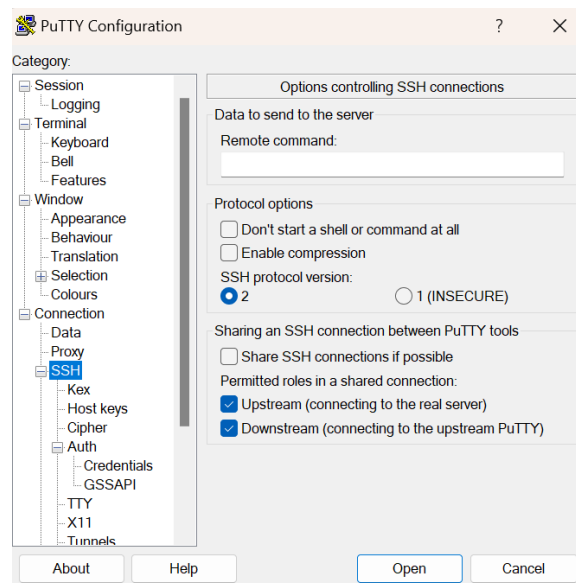 PuTTY Configuration
?
Category:
Session
Logging
Terminal
Keyboard
Bell
Features
Window
Appearance
Behaviour
Translation
Selection
Colours
Connection
Data
Proxy
SSH
Kex
Host keys
Cipher
Auth
Credentials
GSSAPI
TTY
X11
Tunnels
Options controlling SSH connections
Data to send to the server
Remote command:
Protocol options
Don't start a shell or command at all
Enable compression
SSH protocol version:
2 1 (INSECURE)
Sharing an SSH connection between PuTTY tools
Share SSH connections if possible
Permitted roles in a shared connection:
Upstream (connecting to the real server)
Downstream (connecting to the upstream PuTTY)
About Help Open Cancel